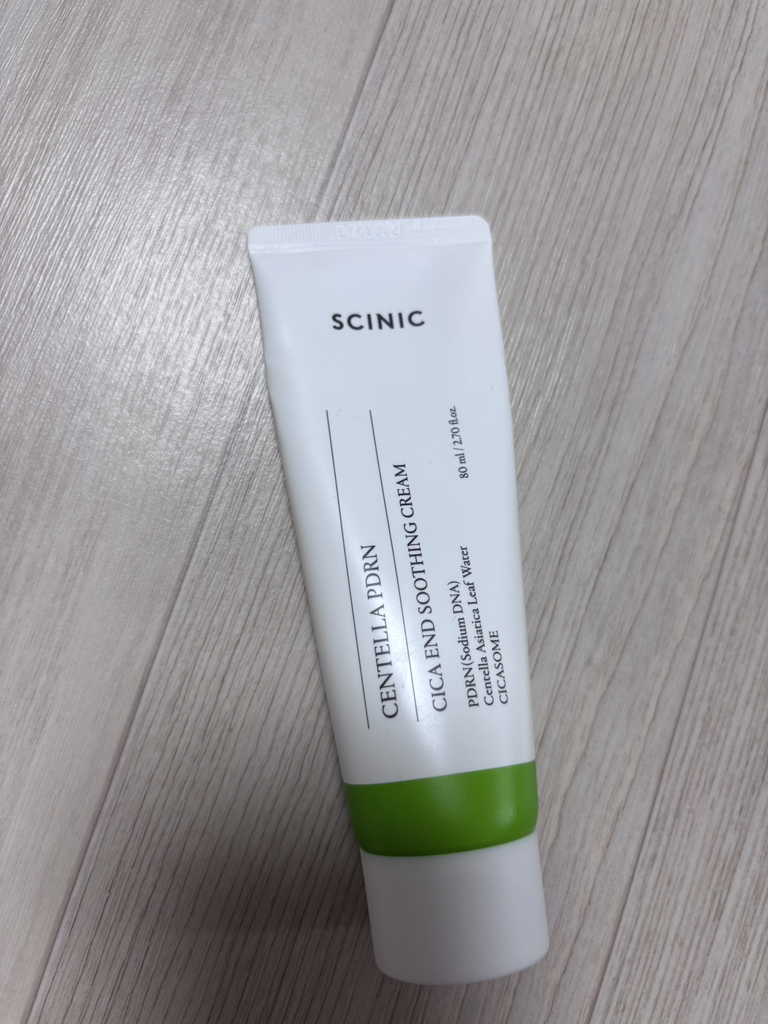 SCINIC
CENTELLA PDRN
CICA END SOOTHING CREAM
PDRN(Sodium DNA)
Centella Asiatica Leaf Water
CICASOME
80 ml / 2.70 fl.oz.